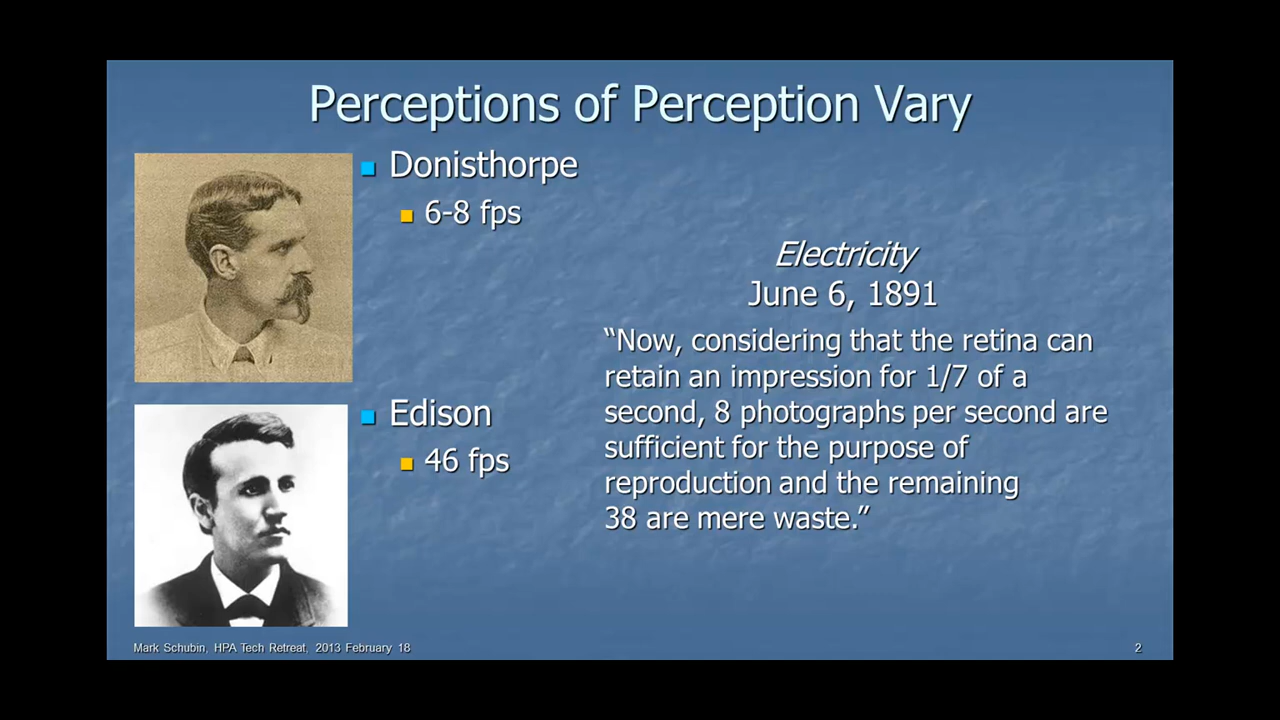 Perceptions of Perception Vary
Donisthorpe
6-8 fps
Edison
46 fps
Electricity
June 6, 1891
“Now, considering that the retina can
retain an impression for 1/7 of a
second, 8 photographs per second are
sufficient for the purpose of
reproduction and the remaining
38 are mere waste.”
Mark Schubin, HPA Tech Retreat, 2013 February 18
2